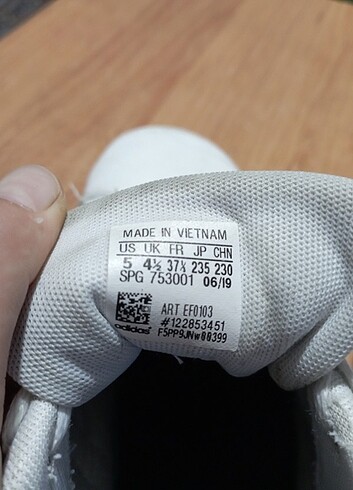 MADE IN VIETNAM
US UK FR JP CHN
5 4½ 37⅓ 235 230
SPG 753001 06/19
ART EF0103
#122853451
adidas F5PP9JNw00399